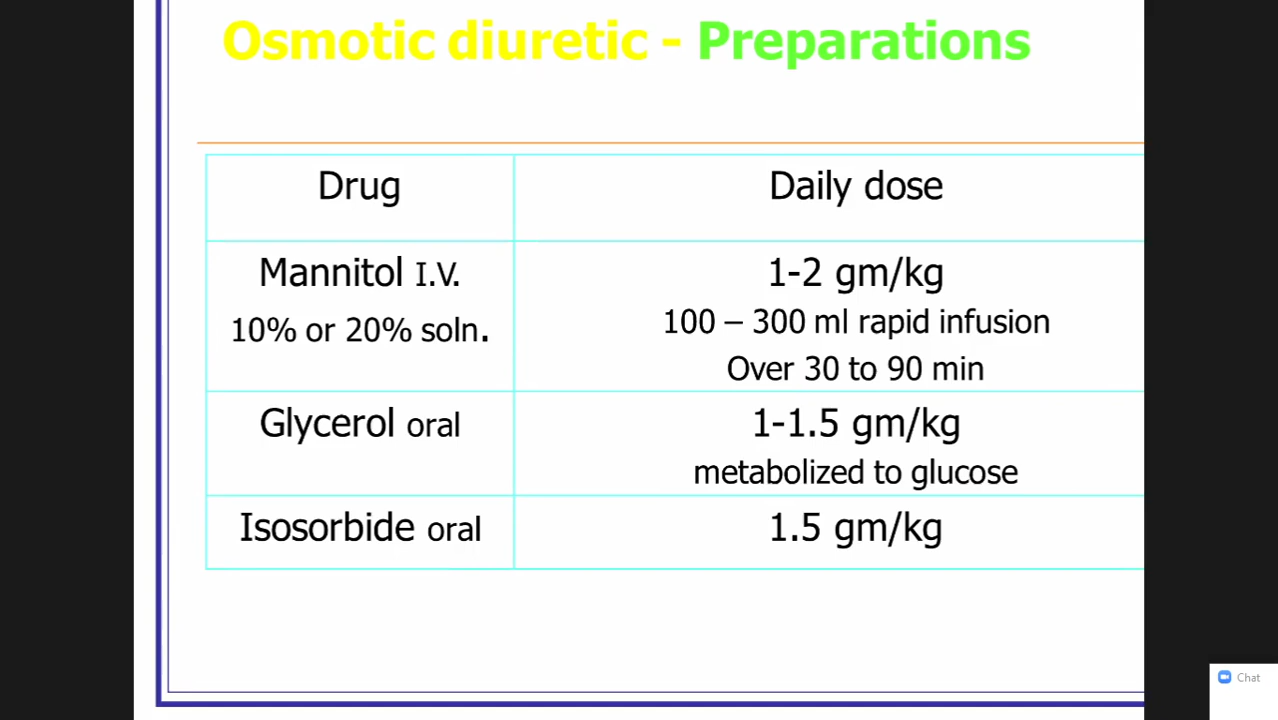 Osmotic diuretic - Preparations
Drug
Daily dose
Mannitol I.V.
10% or 20% soln.
1-2 gm/kg
100 – 300 ml rapid infusion
Over 30 to 90 min
Glycerol oral
1-1.5 gm/kg
metabolized to glucose
Isosorbide oral
1.5 gm/kg
Chat